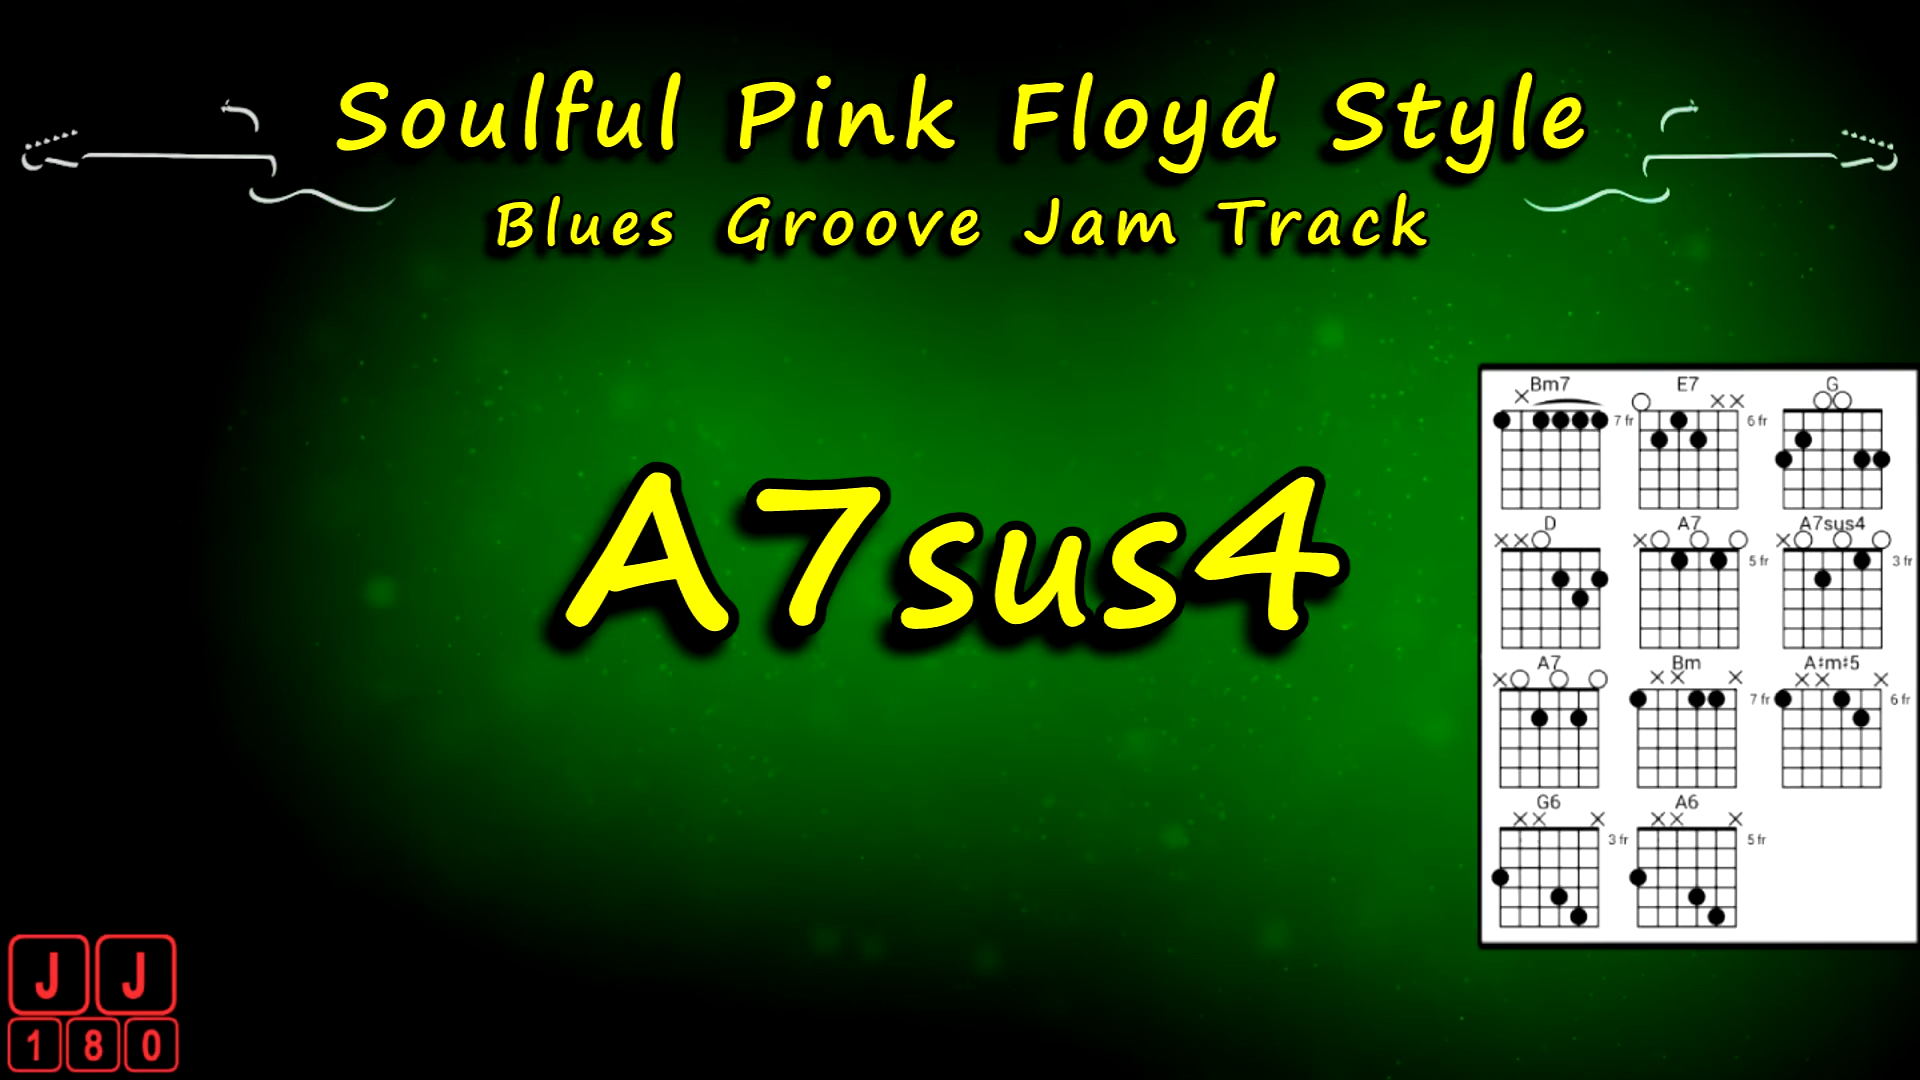 Soulful Pink Floyd Style
Blues Groove Jam Track
A7sus4
Bm7 E7 G
7 fr 6 fr
D A7 A7sus4
5 fr 3 fr
A7 Bm A♯m♯5
7 fr 6 fr
G6 A6
3 fr 5 fr
J J
1 8 0